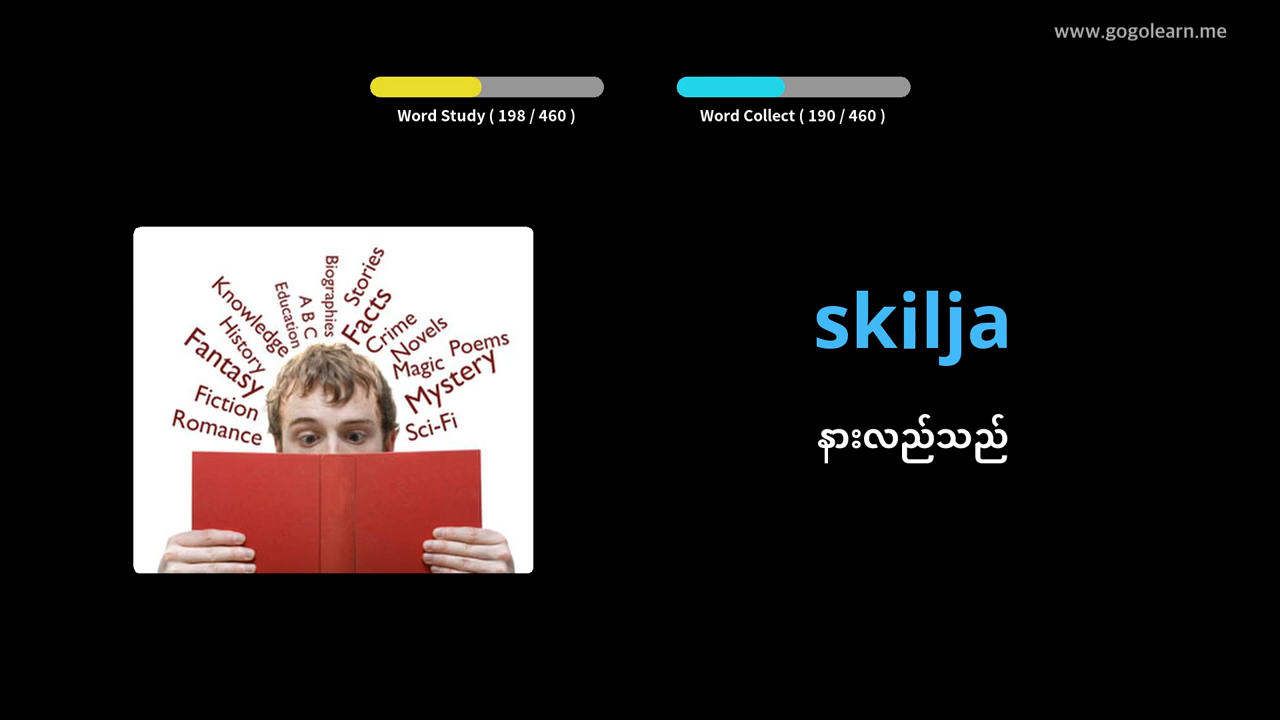 www.gogolearn.me
Word Study ( 198 / 460 )
Word Collect ( 190 / 460 )
Knowledge
History
Fantasy
Fiction
Romance
Education
A B C
Biographies
Stories
Facts
Crime
Novels
Magic
Poems
Mystery
Sci-Fi
skilja
နားလည်သည်